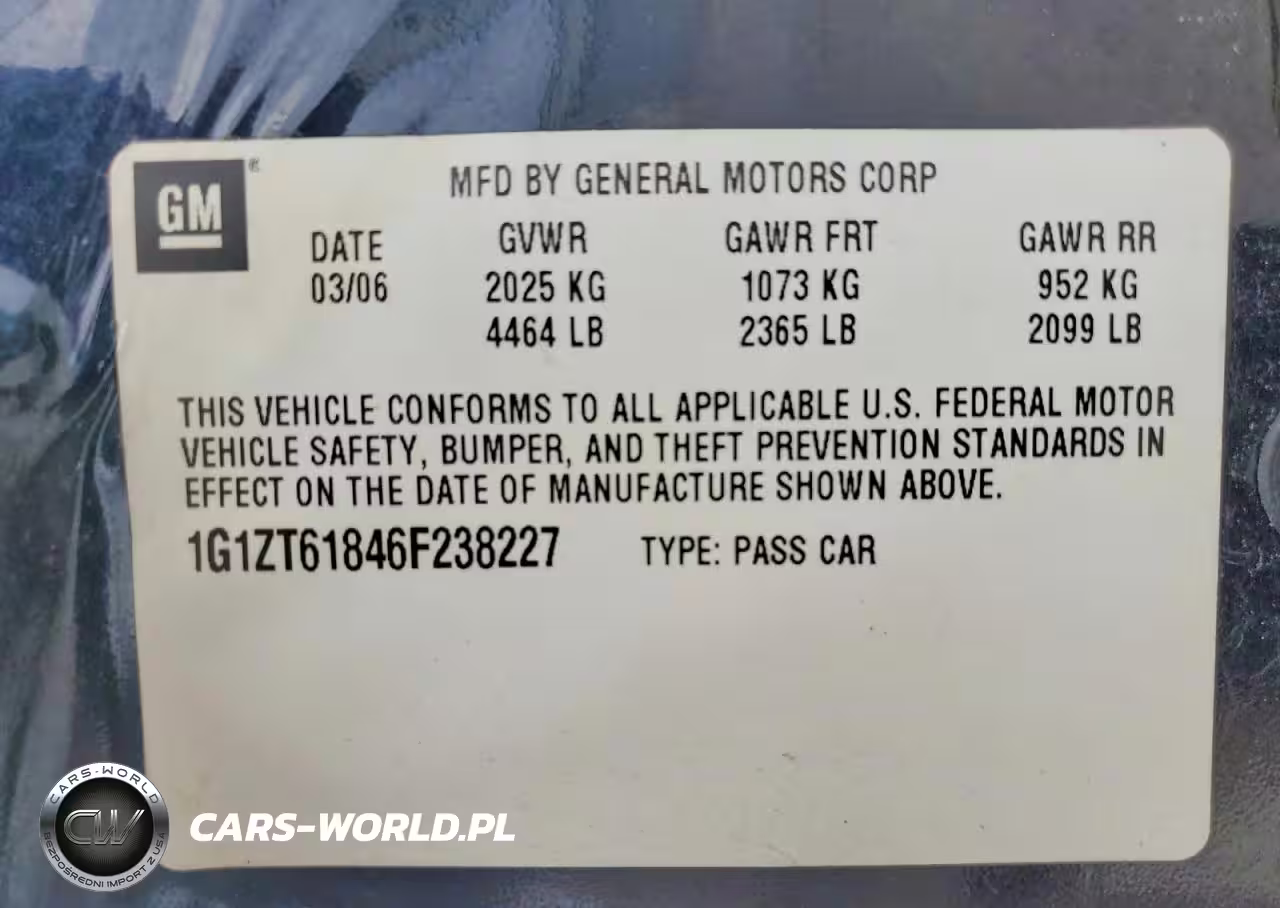 GM ®
MFD BY GENERAL MOTORS CORP
DATE GVWR GAWR FRT GAWR RR
03/06 2025 KG 1073 KG 952 KG
4464 LB 2365 LB 2099 LB
THIS VEHICLE CONFORMS TO ALL APPLICABLE U.S. FEDERAL MOTOR
VEHICLE SAFETY, BUMPER, AND THEFT PREVENTION STANDARDS IN
EFFECT ON THE DATE OF MANUFACTURE SHOWN ABOVE.
1G1ZT61846F238227 TYPE: PASS CAR
CARS-WORLD
CW
BEZPOŚREDNI IMPORT Z USA
CARS-WORLD.PL